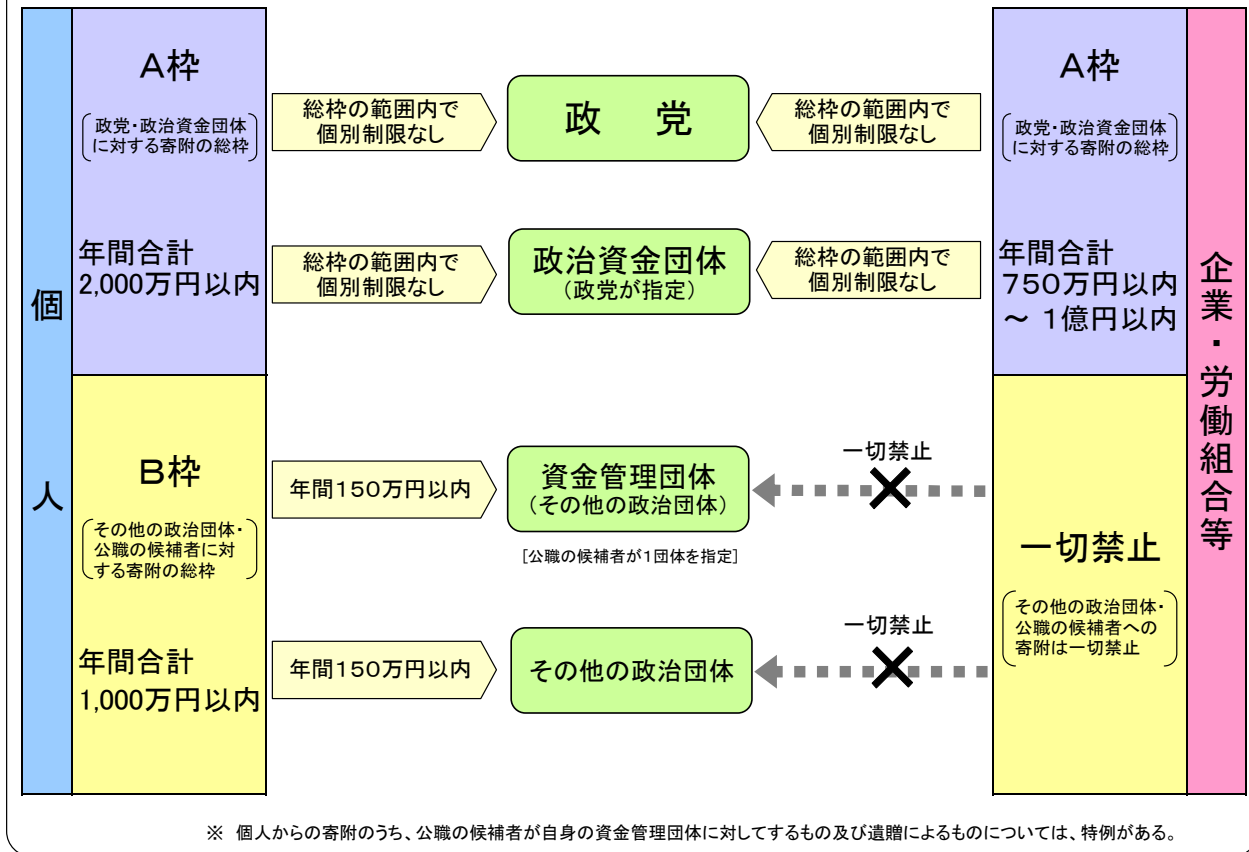 個人
A枠
政党・政治資金団体
に対する寄附の総枠
年間合計
2,000万円以内
総枠の範囲内で
個別制限なし
政　党
総枠の範囲内で
個別制限なし
総枠の範囲内で
個別制限なし
政治資金団体
（政党が指定）
総枠の範囲内で
個別制限なし
A枠
政党・政治資金団体
に対する寄附の総枠
年間合計
750万円以内
～ 1億円以内
企業・労働組合等
B枠
その他の政治団体・
公職の候補者に対
する寄附の総枠
年間合計
1,000万円以内
年間150万円以内
資金管理団体
（その他の政治団体）
[公職の候補者が1団体を指定]
一切禁止
年間150万円以内
その他の政治団体
一切禁止
一切禁止
その他の政治団体・
公職の候補者への
寄附は一切禁止
※ 個人からの寄附のうち、公職の候補者が自身の資金管理団体に対してするもの及び遺贈によるものについては、特例がある。